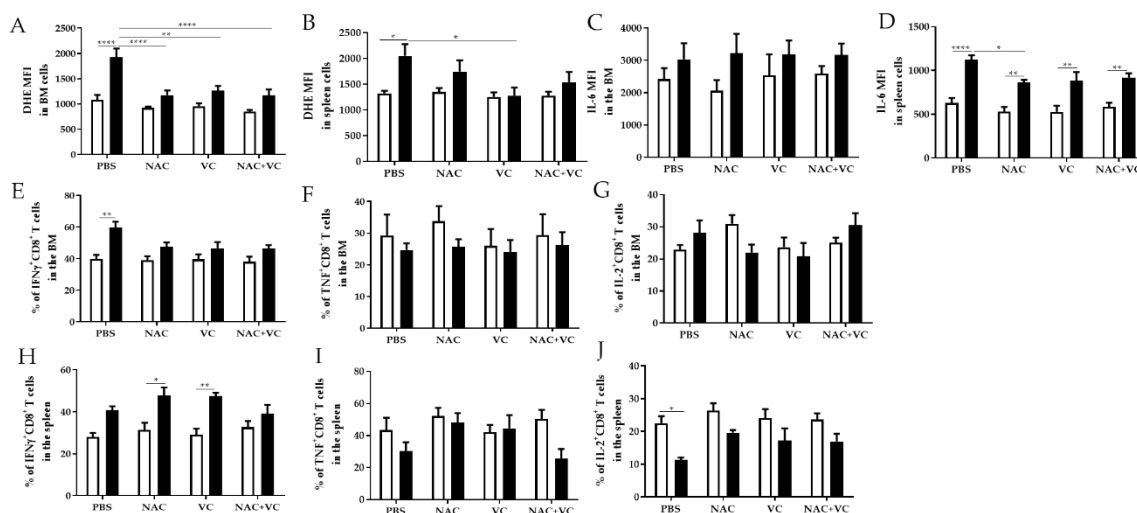 A
DHE MFI
in BM cells
2500
2000
1500
1000
500
0
****
**
**** ****
PBS NAC VC NAC+VC
B
DHE MFI
in spleen cells
2500
2000
1500
1000
500
0
* *
PBS NAC VC NAC+VC
C
IL-6 MFI
in the BM
4000
3000
2000
1000
0
PBS NAC VC NAC+VC
D
IL-6 MFI
in spleen cells
1500
1000
500
0
**** *
** ** **
PBS NAC VC NAC+VC
E
% of IFNγ+CD8+ T cells
in the BM
80
60
40
20
0
**
PBS NAC VC NAC+VC
F
% of TNF+CD8+ T cells
in the BM
40
30
20
10
0
PBS NAC VC NAC+VC
G
% of IL-2+CD8+ T cells
in the BM
40
30
20
10
0
PBS NAC VC NAC+VC
H
% of IFNγ+CD8+ T cells
in the spleen
60
40
20
0
* **
PBS NAC VC NAC+VC
I
% of TNF+CD8+ T cells
in the spleen
80
60
40
20
0
PBS NAC VC NAC+VC
J
% of IL-2+CD8+ T cells
in the spleen
40
30
20
10
0
*
PBS NAC VC NAC+VC